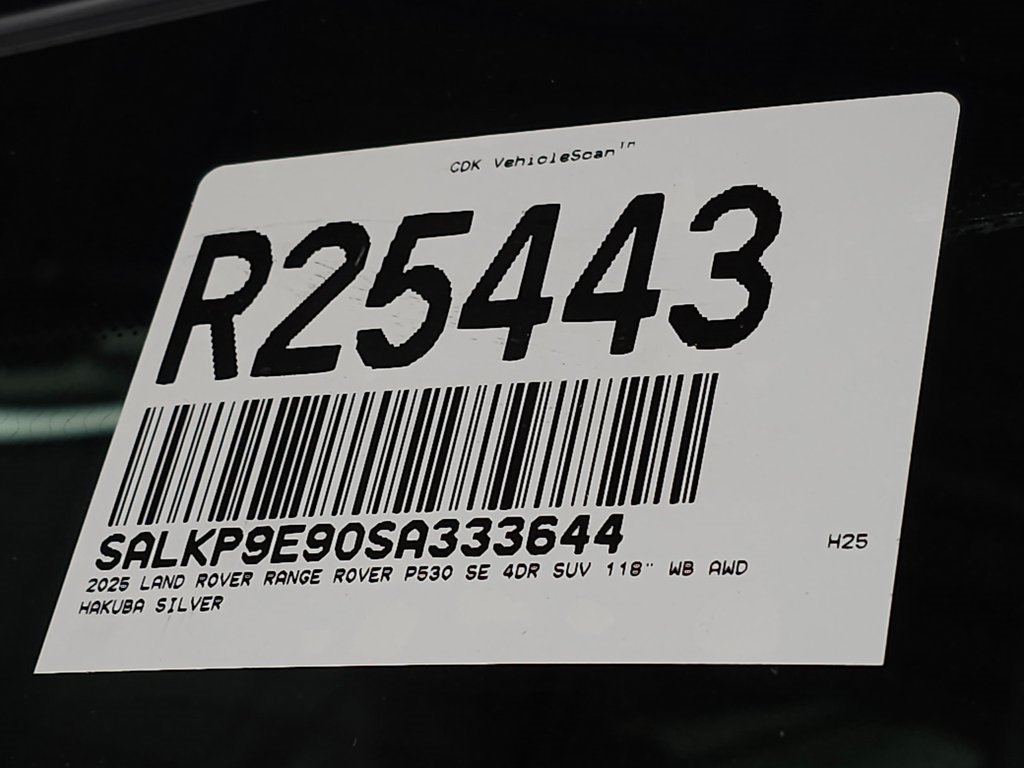 CDK VehicleScan™
R25443
SALKP9E90SA333644
H25
2025 LAND ROVER RANGE ROVER P530 SE 4DR SUV 118" WB AWD
HAKUBA SILVER